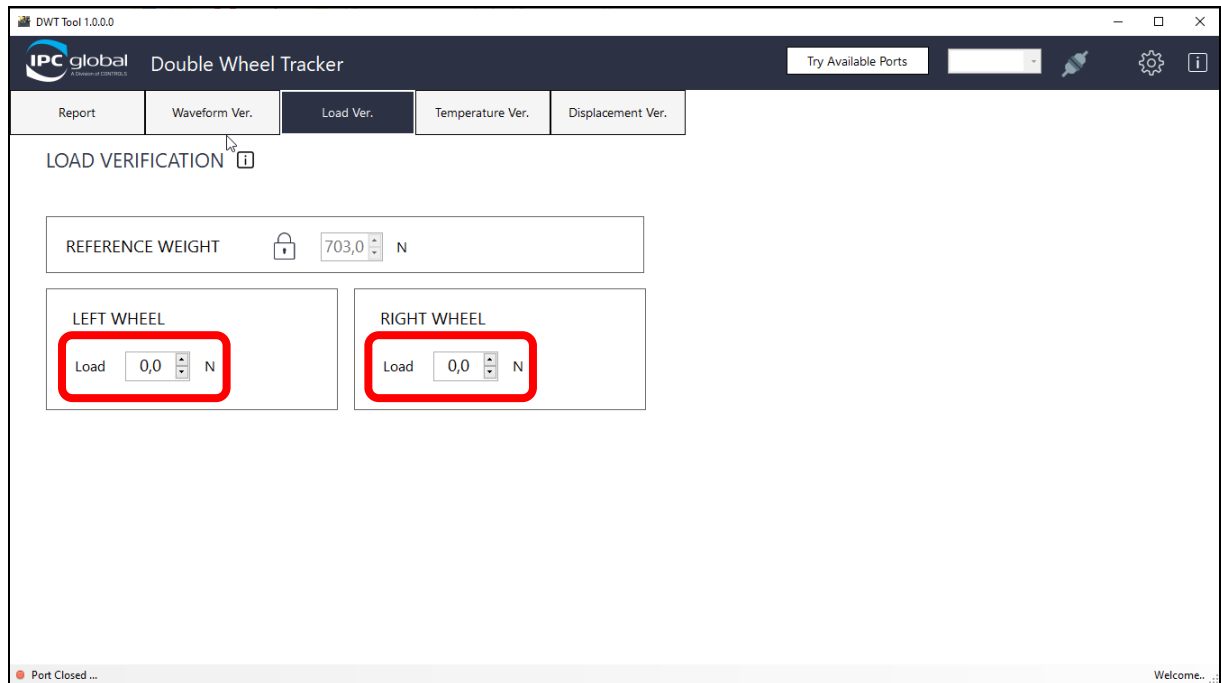 DWT Tool 1.0.0.0
IPC global
A Division of CONTROLS
Double Wheel Tracker
Try Available Ports
Report
Waveform Ver.
Load Ver.
Temperature Ver.
Displacement Ver.
LOAD VERIFICATION
REFERENCE WEIGHT
703,0
N
LEFT WHEEL
RIGHT WHEEL
Load 0,0 N
Load 0,0 N
Port Closed ...
Welcome..